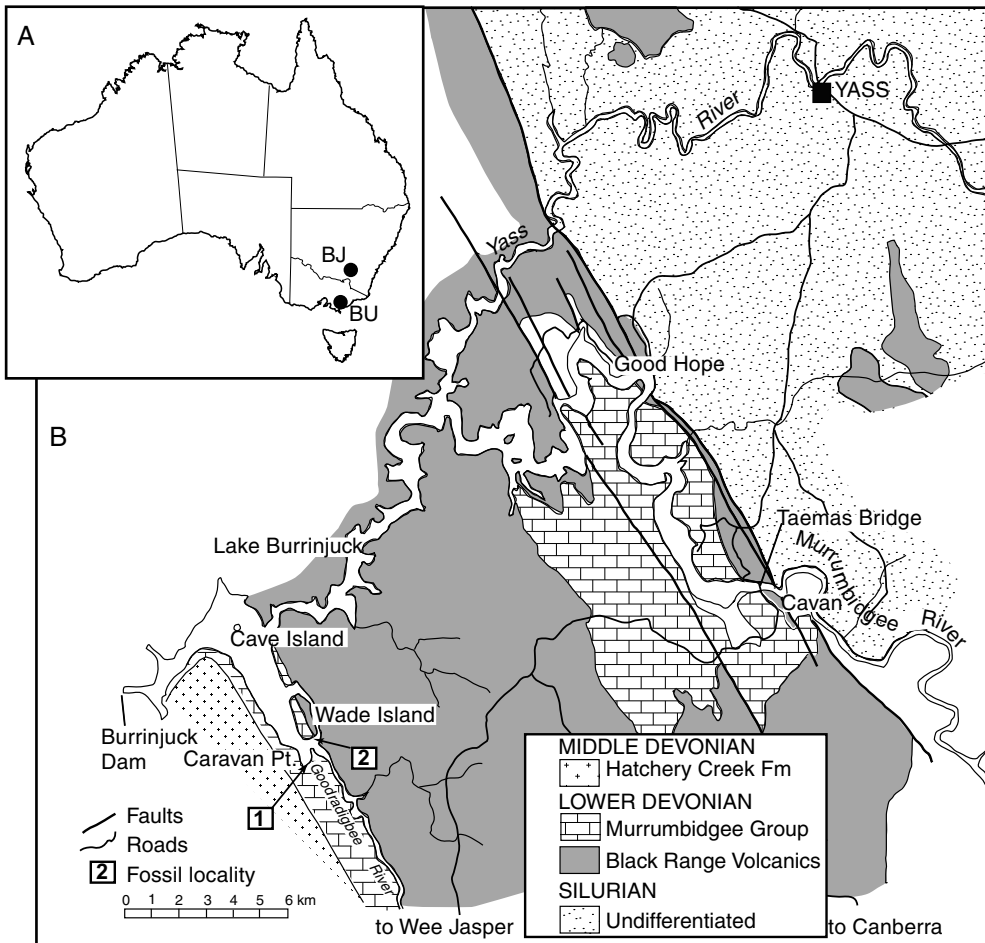 A
BJ
BU
B
YASS
River
Yass
Good Hope
Taemas Bridge
Murrumbidgee
River
Cavan
Lake Burrinjuck
Cave Island
Wade Island
Burrinjuck
Dam
Caravan Pt.
2
1
Goodradigbee
River
Faults
Roads
2 Fossil locality
0 1 2 3 4 5 6 km
to Wee Jasper
to Canberra
MIDDLE DEVONIAN
Hatchery Creek Fm
LOWER DEVONIAN
Murrumbidgee Group
Black Range Volcanics
SILURIAN
Undifferentiated